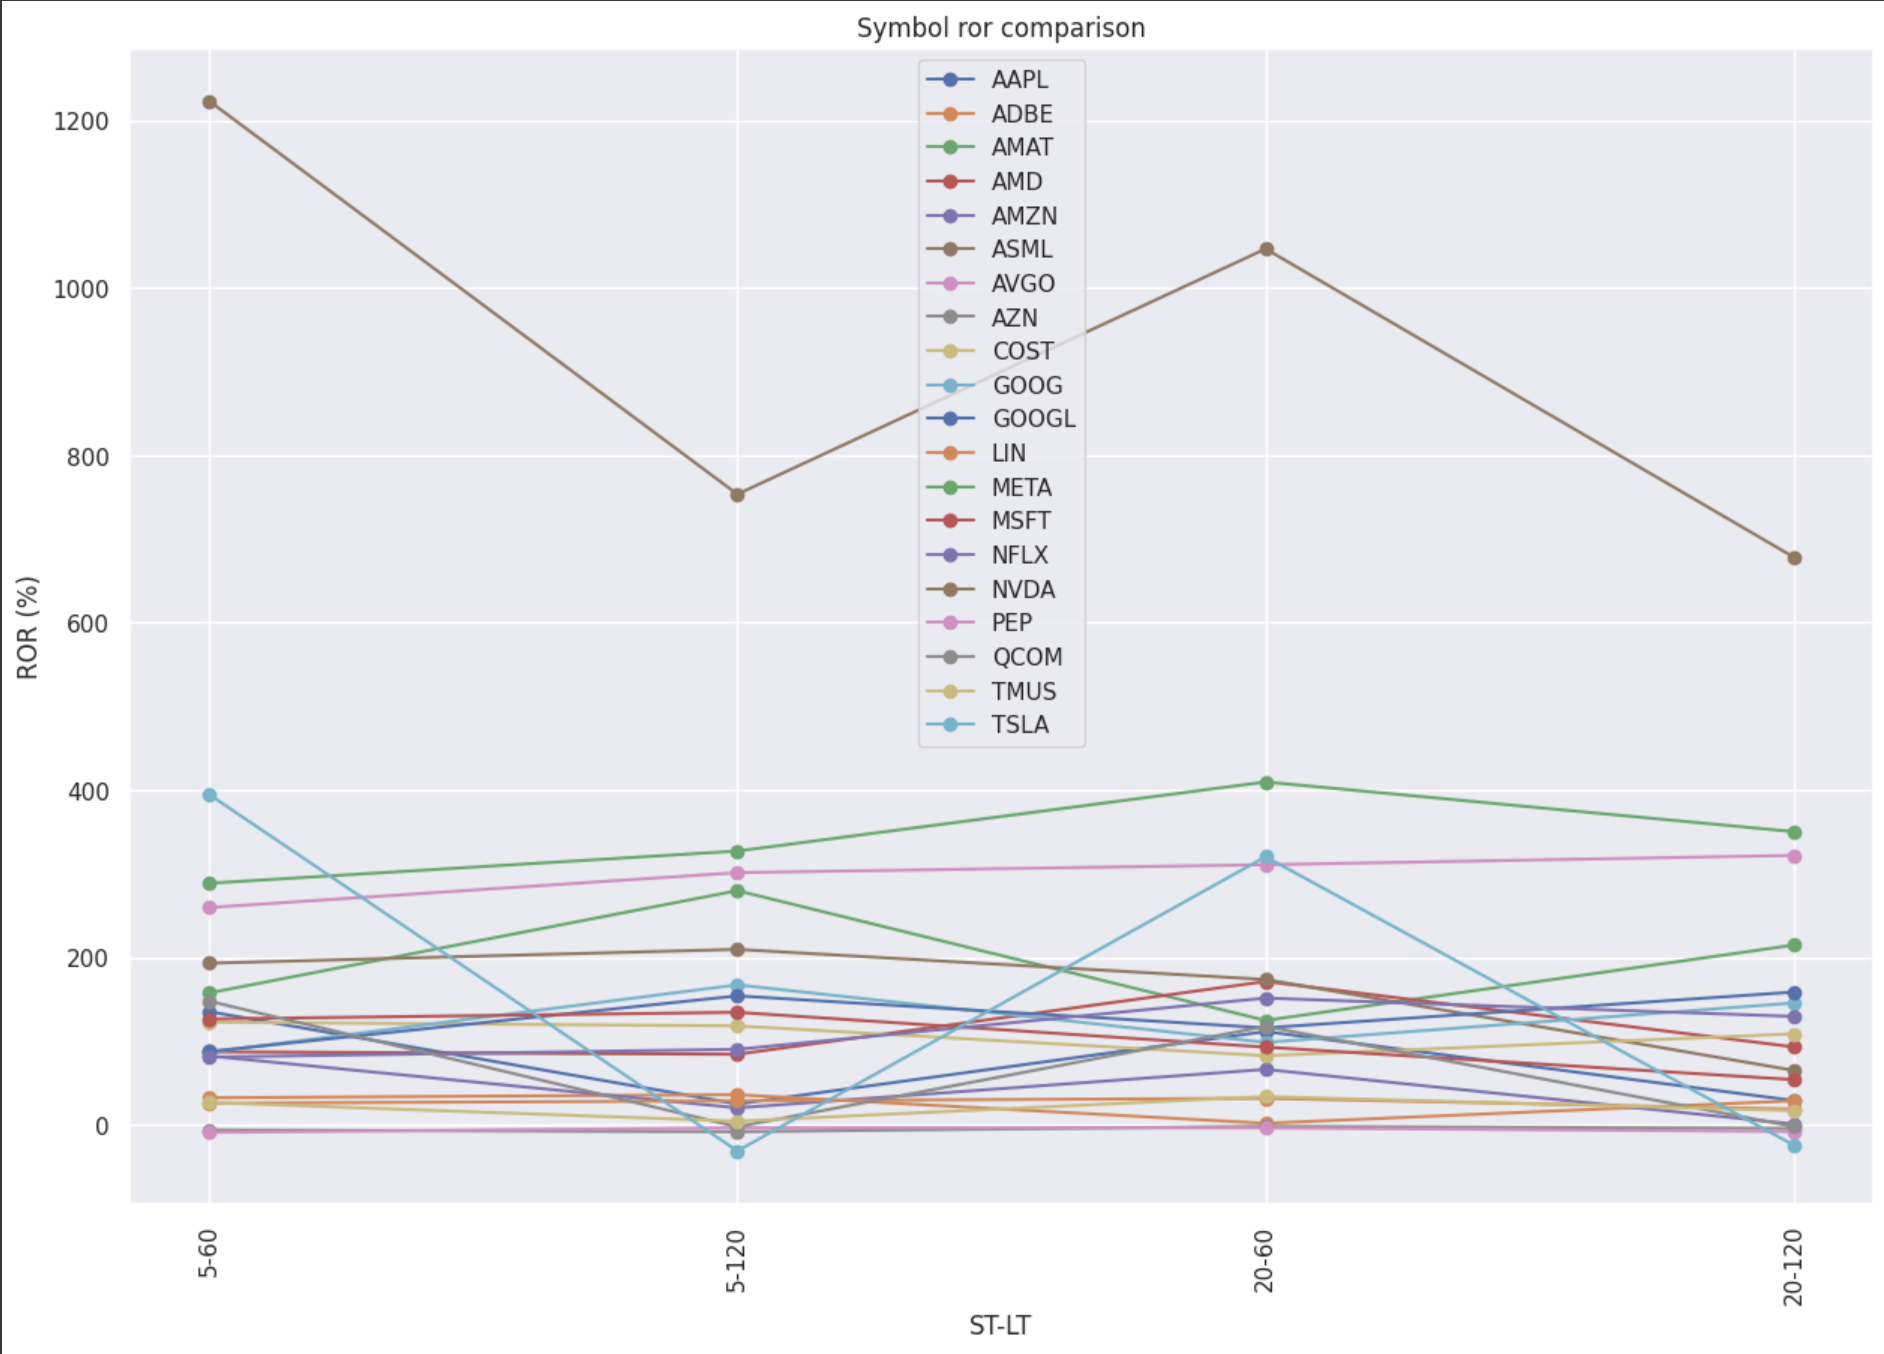 Symbol ror comparison
AAPL
ADBE
AMAT
AMD
AMZN
ASML
AVGO
AZN
COST
GOOG
GOOGL
LIN
META
MSFT
NFLX
NVDA
PEP
QCOM
TMUS
TSLA
ROR (%)
1200
1000
800
600
400
200
0
5-60
5-120
20-60
20-120
ST-LT